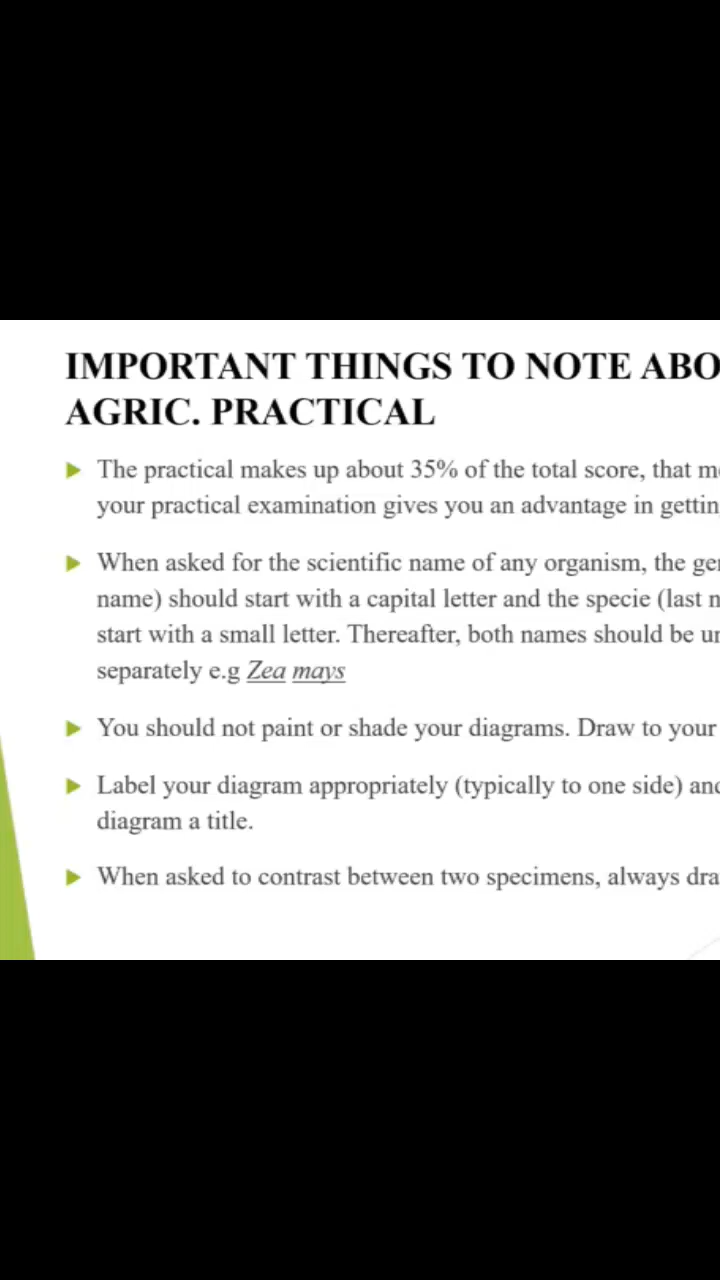 IMPORTANT THINGS TO NOTE ABO
AGRIC. PRACTICAL
The practical makes up about 35% of the total score, that
your practical examination gives you an advantage in
When asked for the scientific name of any organism, the
name) should start with a capital letter and the specie (last
start with a small letter. Thereafter, both names should be
separately e.g Zea mays
You should not paint or shade your diagrams. Draw to your
Label your diagram appropriately (typically to one side)
diagram a title.
When asked to contrast between two specimens, always